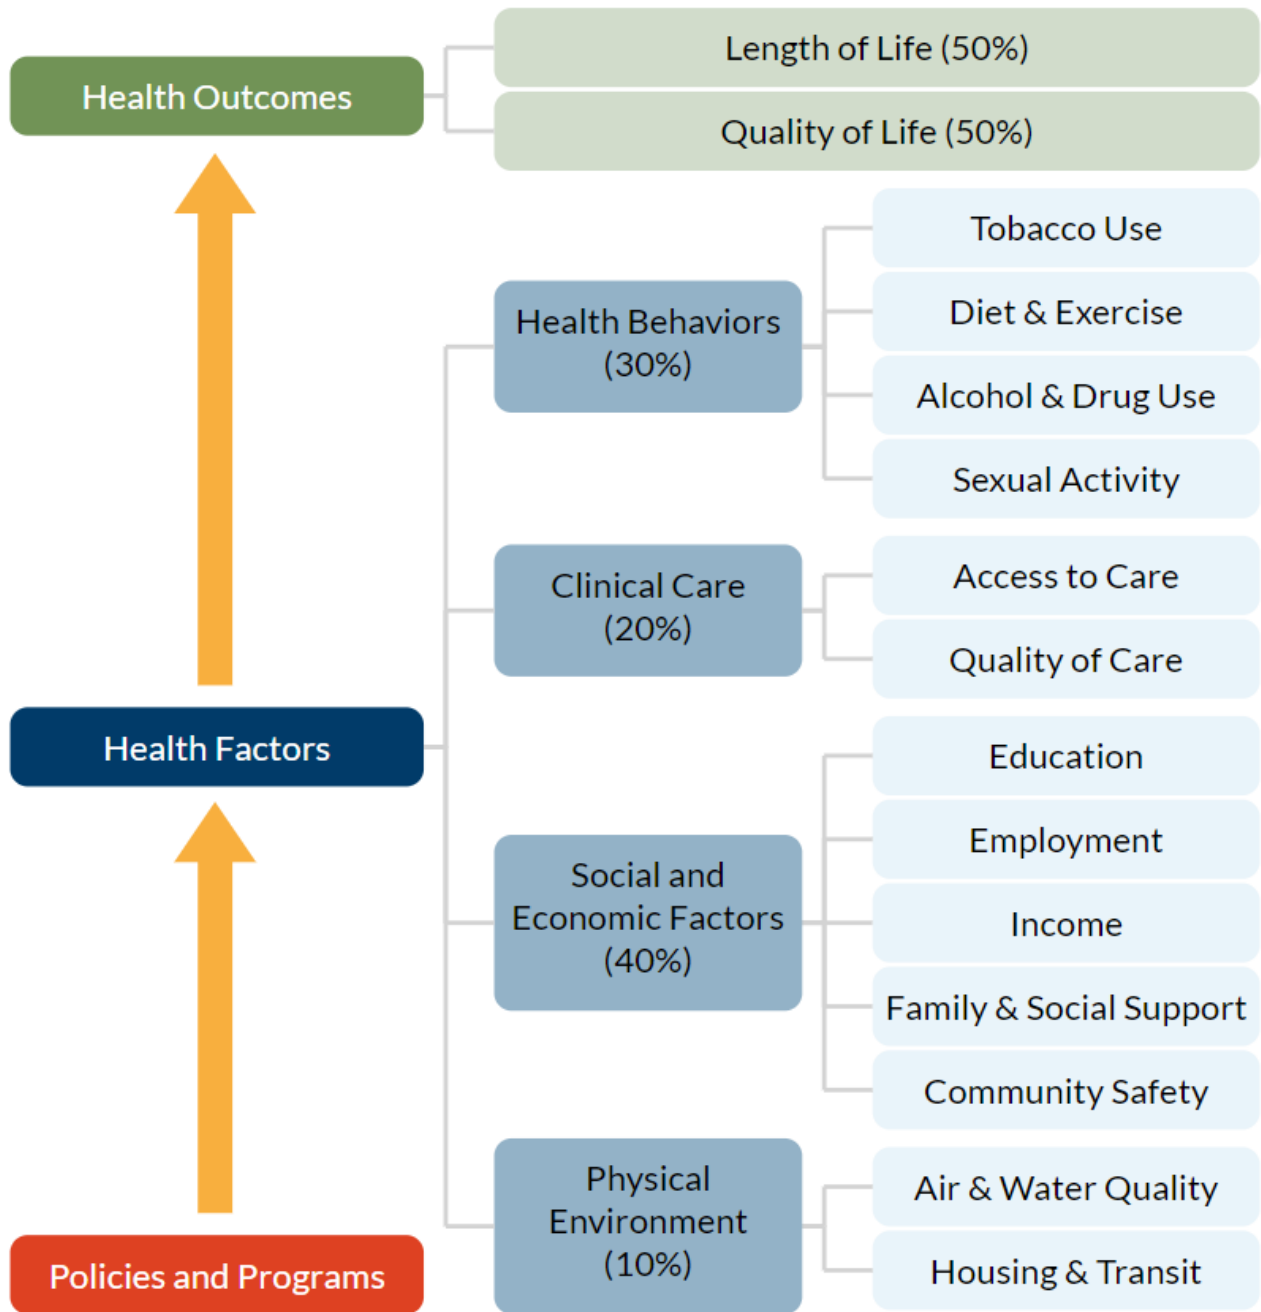 Health Outcomes
Length of Life (50%)
Quality of Life (50%)
Health Factors
Health Behaviors
(30%)
Tobacco Use
Diet & Exercise
Alcohol & Drug Use
Sexual Activity
Clinical Care
(20%)
Access to Care
Quality of Care
Social and
Economic Factors
(40%)
Education
Employment
Income
Family & Social Support
Community Safety
Physical
Environment
(10%)
Air & Water Quality
Housing & Transit
Policies and Programs